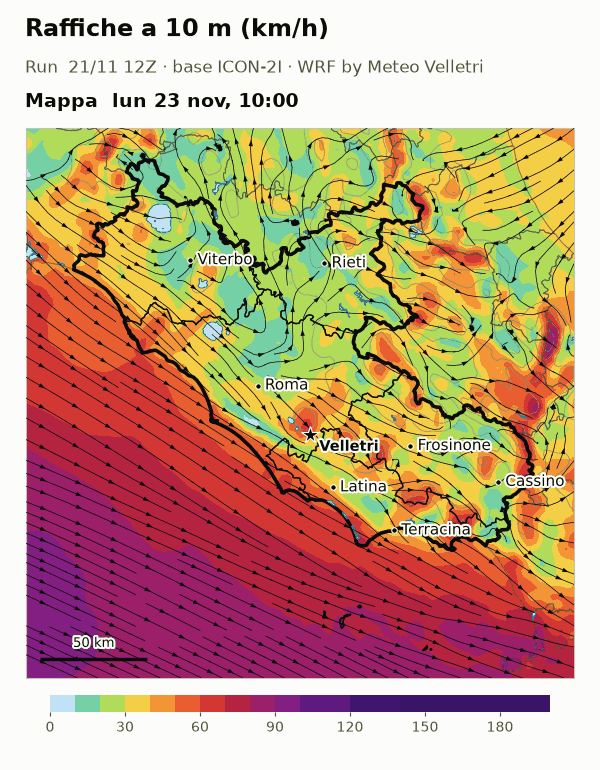 Raffiche a 10 m (km/h)
Run 21/11 12Z · base ICON-2I · WRF by Meteo Velletri
Mappa lun 23 nov, 10:00
Viterbo
Rieti
Roma
Velletri
Frosinone
Latina
Cassino
Terracina
50 km
0 30 60 90 120 150 180